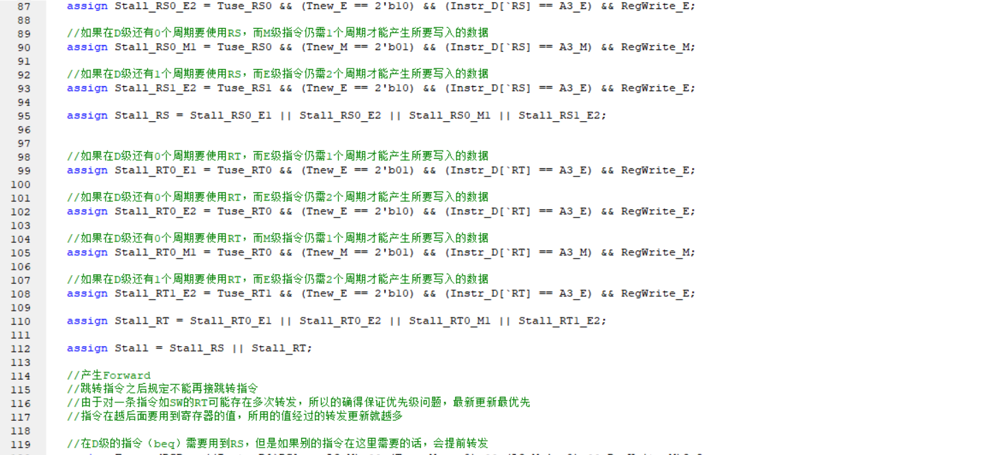 87 assign Stall_RS0_E2 = Tuse_RS0 && (Tnew_E == 2'b10) && (Instr_D[`RS] == A3_E) && RegWrite_E;
88
89 //如果在D级还有0个周期要使用RS，而M级指令仍需1个周期才能产生所要写入的数据
90 assign Stall_RS0_M1 = Tuse_RS0 && (Tnew_M == 2'b01) && (Instr_D[`RS] == A3_M) && RegWrite_M;
91
92 //如果在D级还有1个周期要使用RS，而E级指令仍需2个周期才能产生所要写入的数据
93 assign Stall_RS1_E2 = Tuse_RS1 && (Tnew_E == 2'b10) && (Instr_D[`RS] == A3_E) && RegWrite_E;
94
95 assign Stall_RS = Stall_RS0_E1 || Stall_RS0_E2 || Stall_RS0_M1 || Stall_RS1_E2;
96
97
98 //如果在D级还有0个周期要使用RT，而E级指令仍需1个周期才能产生所要写入的数据
99 assign Stall_RT0_E1 = Tuse_RT0 && (Tnew_E == 2'b01) && (Instr_D[`RT] == A3_E) && RegWrite_E;
100
101 //如果在D级还有0个周期要使用RT，而E级指令仍需2个周期才能产生所要写入的数据
102 assign Stall_RT0_E2 = Tuse_RT0 && (Tnew_E == 2'b10) && (Instr_D[`RT] == A3_E) && RegWrite_E;
103
104 //如果在D级还有0个周期要使用RT，而M级指令仍需1个周期才能产生所要写入的数据
105 assign Stall_RT0_M1 = Tuse_RT0 && (Tnew_M == 2'b01) && (Instr_D[`RT] == A3_M) && RegWrite_M;
106
107 //如果在D级还有1个周期要使用RT，而E级指令仍需2个周期才能产生所要写入的数据
108 assign Stall_RT1_E2 = Tuse_RT1 && (Tnew_E == 2'b10) && (Instr_D[`RT] == A3_E) && RegWrite_E;
109
110 assign Stall_RT = Stall_RT0_E1 || Stall_RT0_E2 || Stall_RT0_M1 || Stall_RT1_E2;
111
112 assign Stall = Stall_RS || Stall_RT;
113
114 //产生Forward
115 //跳转指令之后规定不能再接跳转指令
116 //由于对一条指令如SW的RT可能存在多次转发，所以的确得保证优先级问题，最新更新最优先
117 //指令在越后面要用到寄存器的值，所用的值经过的转发更新就越多
118
119 //在D级的指令（beq）需要用到RS，但是如果别的指令在这里需要的话，会提前转发